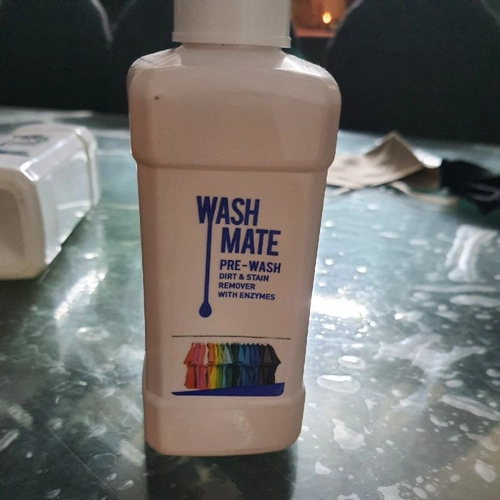 WASH
MATE
PRE-WASH
DIRT & STAIN
REMOVER
WITH ENZYMES